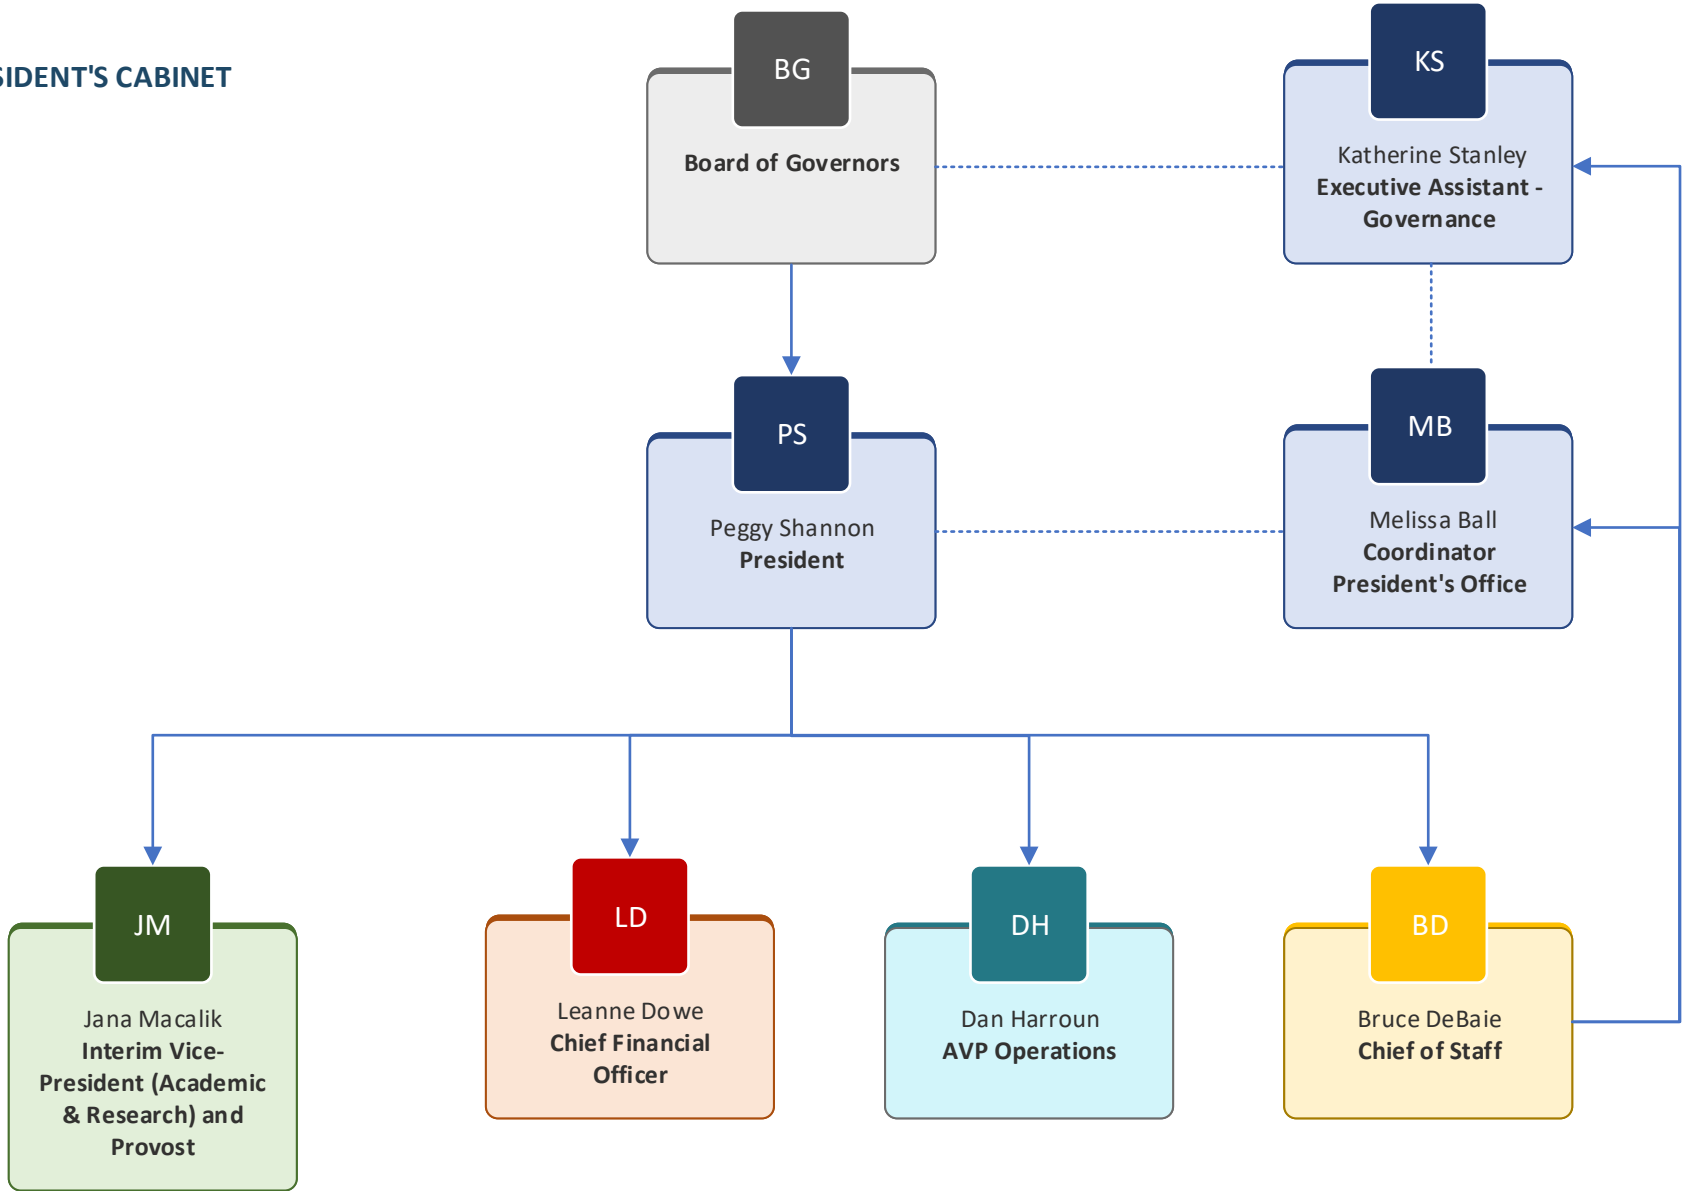 SIDENT'S CABINET
BG
Board of Governors
KS
Katherine Stanley
Executive Assistant -
Governance
PS
Peggy Shannon
President
MB
Melissa Ball
Coordinator
President's Office
JM
Jana Macalik
Interim Vice-
President (Academic
& Research) and
Provost
LD
Leanne Dowe
Chief Financial
Officer
DH
Dan Harroun
AVP Operations
BD
Bruce DeBaie
Chief of Staff